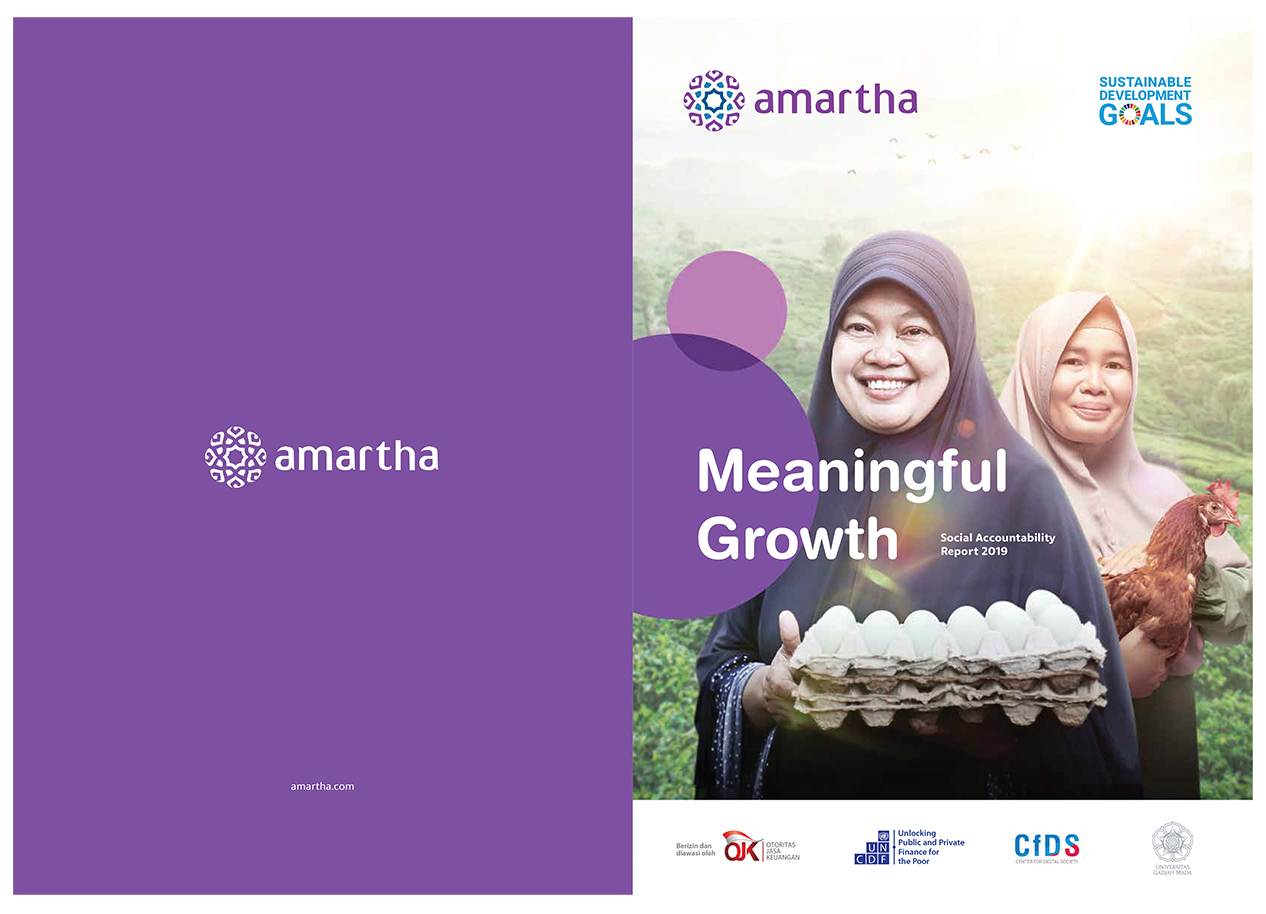 amartha
amartha.com
amartha
SUSTAINABLE
DEVELOPMENT
GOALS
Meaningful
Growth
Social Accountability
Report 2019
Berizin dan
diawasi oleh
OJK
OTORITAS
JASA
KEUANGAN
UN
CDF
Unlocking
Public and Private
Finance for
the Poor
CfDS
CENTER FOR DIGITAL SOCIETY
UNIVERSITAS
GADJAH MADA